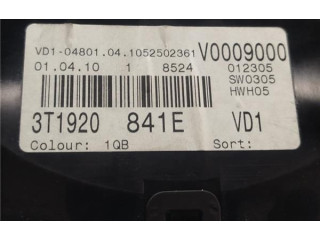 VD1-04801.04.1052502361 V0009000
01.04.10 1 8524 012305
SW0305
HWH05
3T1920 841E VD1
Colour: 1QB Sort: